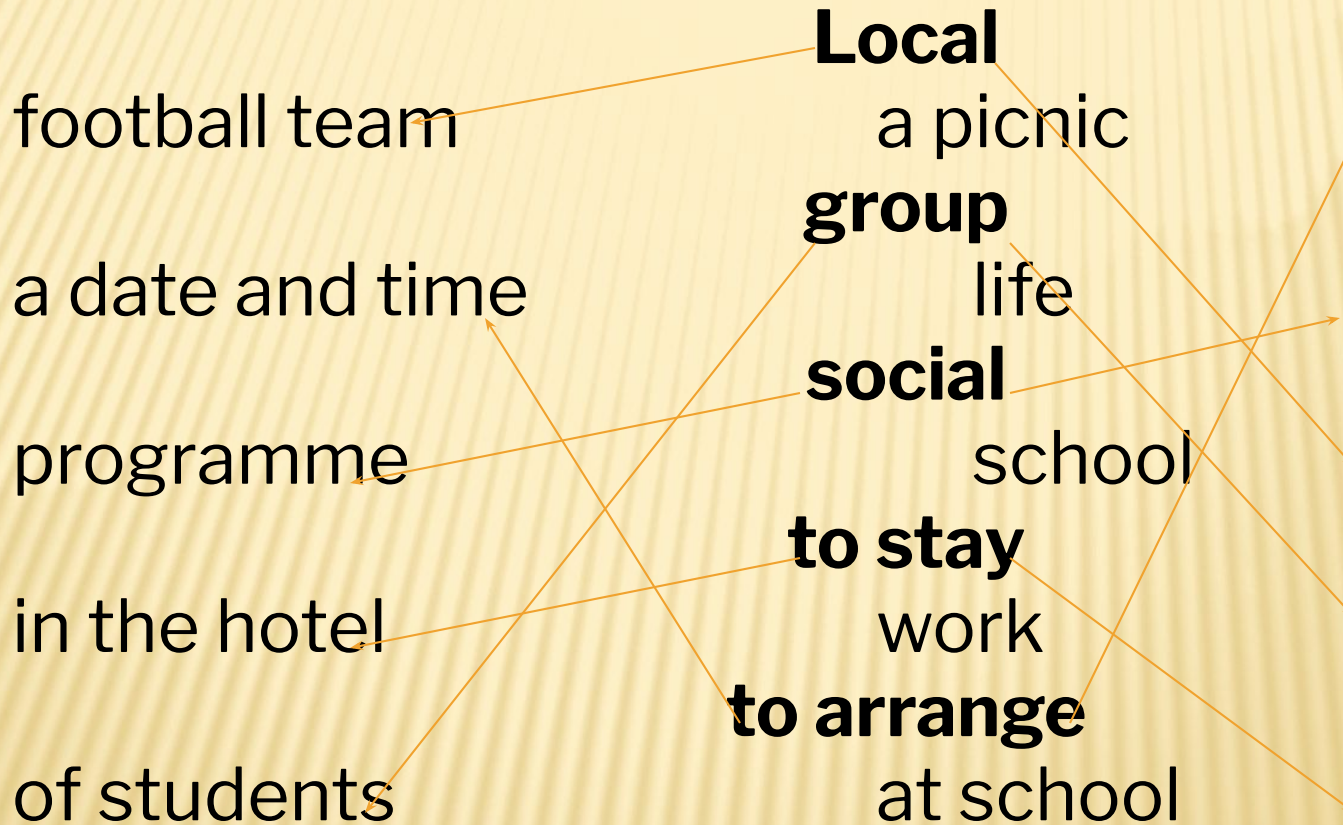 Local
football team a picnic
group
a date and time life
social
programme school
to stay
in the hotel work
to arrange
of students at school